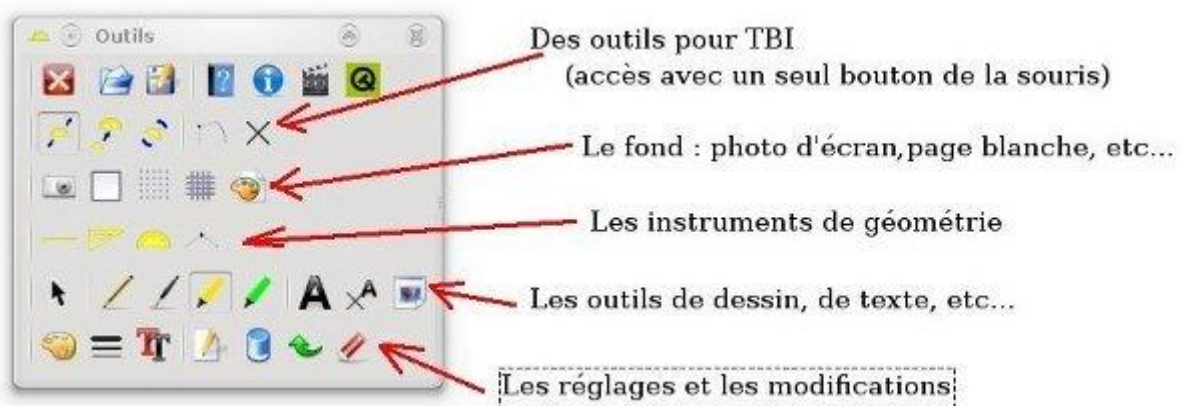 Outils
Des outils pour TBI
(accès avec un seul bouton de la souris)
Le fond : photo d'écran,page blanche, etc...
Les instruments de géométrie
Les outils de dessin, de texte, etc...
Les réglages et les modifications